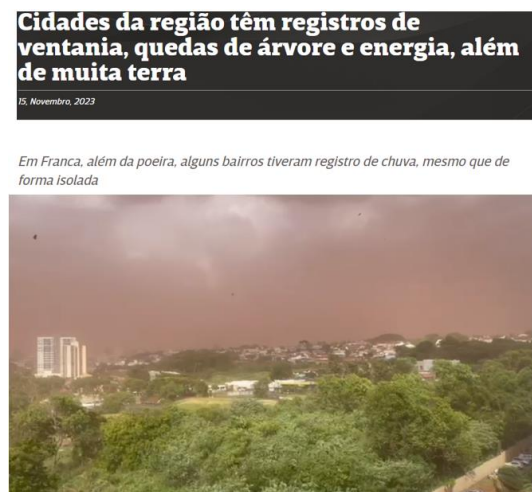 Cidades da região têm registros de
ventania, quedas de árvore e energia, além
de muita terra
15, Novembro, 2023
Em Franca, além da poeira, alguns bairros tiveram registro de chuva, mesmo que de
forma isolada